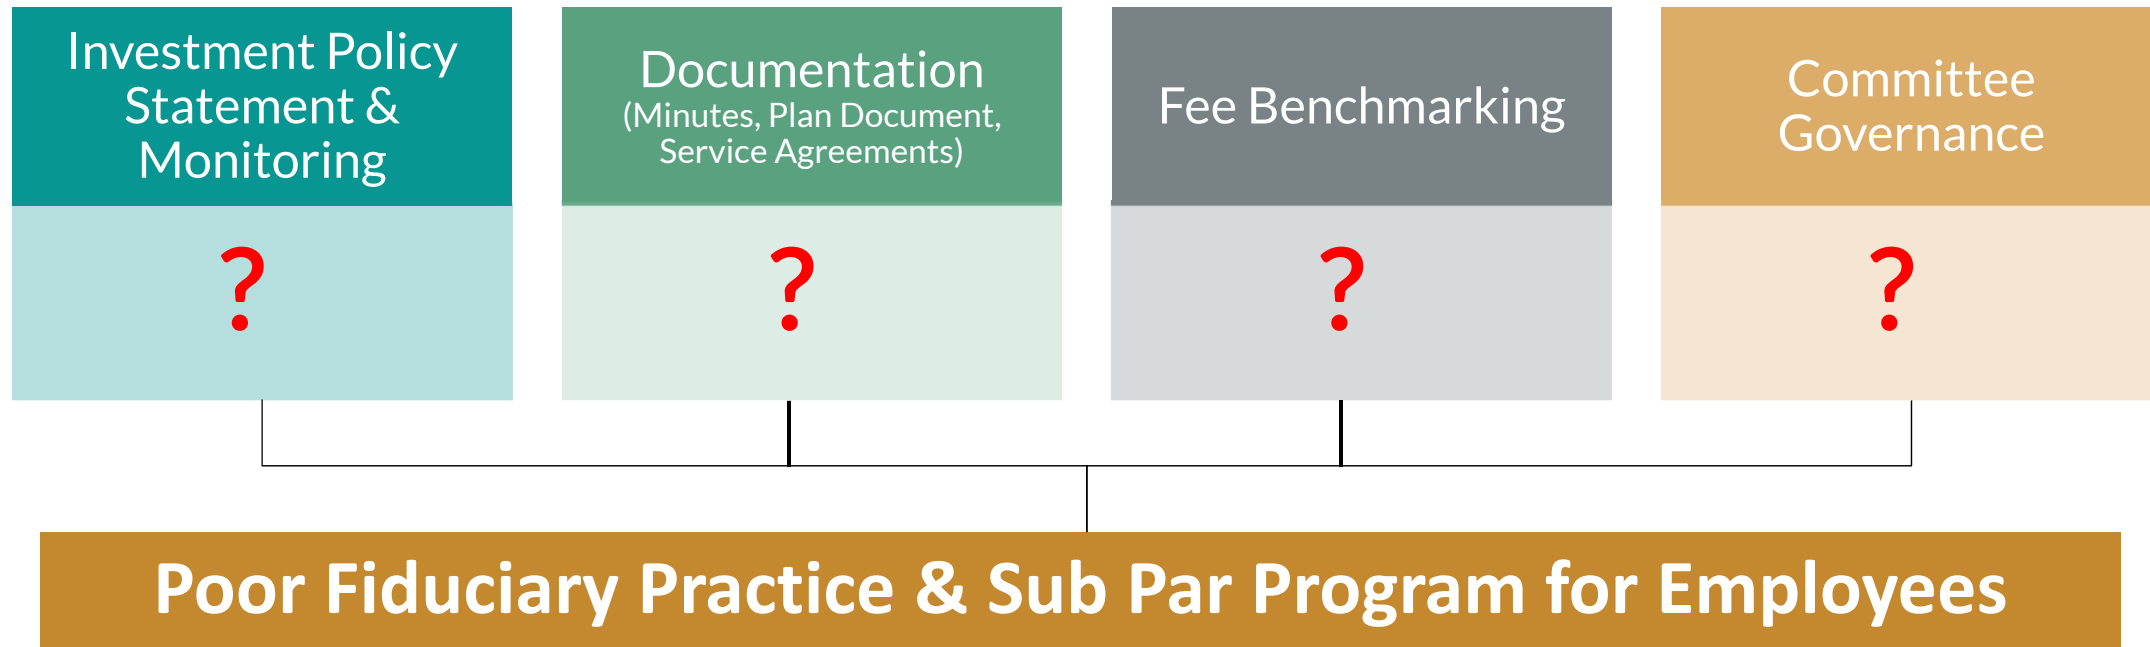 Investment Policy
Statement &
Monitoring
?
Documentation
(Minutes, Plan Document,
Service Agreements)
?
Fee Benchmarking
?
Committee
Governance
?
Poor Fiduciary Practice & Sub Par Program for Employees